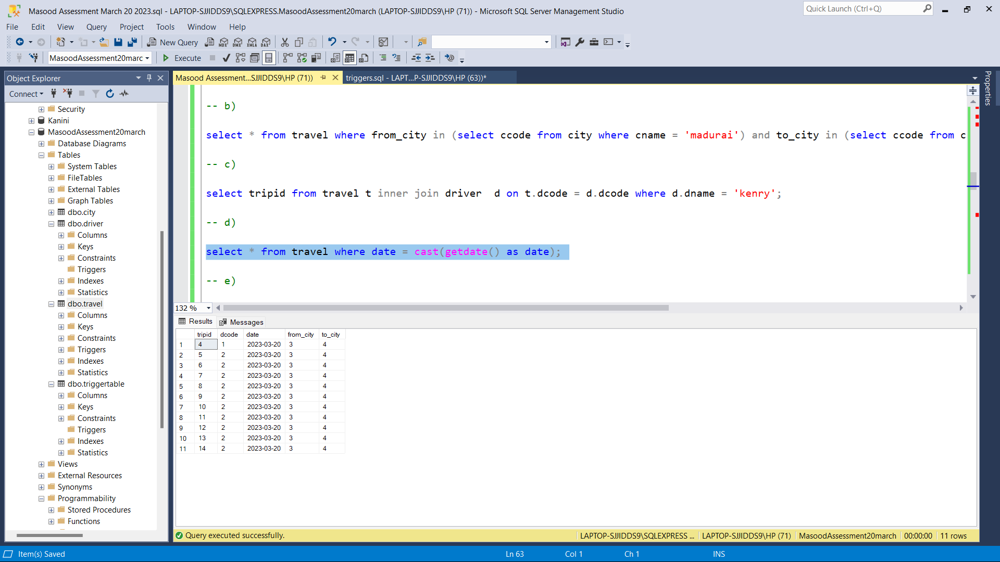 Masood Assessment March 20 2023.sql - LAPTOP-SJJIDDS9\SQLEXPRESS.MasoodAssessment20march (LAPTOP-SJJIDDS9\HP (71)) - Microsoft SQL Server Management Studio
Quick Launch (Ctrl+Q)
File Edit View Query Project Tools Window Help
New Query MDX DMX XMLA DAX
MasoodAssessment20marc Execute
Object Explorer
Connect
Security
Kanini
MasoodAssessment20march
Database Diagrams
Tables
System Tables
FileTables
External Tables
Graph Tables
dbo.city
dbo.driver
Columns
Keys
Constraints
Triggers
Indexes
Statistics
dbo.travel
Columns
Keys
Constraints
Triggers
Indexes
Statistics
dbo.triggertable
Columns
Keys
Constraints
Triggers
Indexes
Statistics
Views
External Resources
Synonyms
Programmability
Stored Procedures
Functions
Masood Assessment...SJJIDDS9\HP (71)) triggers.sql - LAPT...P-SJJIDDS9\HP (63))*
Properties
-- b)
select * from travel where from_city in (select ccode from city where cname = 'madurai') and to_city in (select ccode from c
-- c)
select tripid from travel t inner join driver  d on t.dcode = d.dcode where d.dname = 'kenry';
-- d)
select * from travel where date = cast(getdate() as date);
-- e)
132 %
Results Messages
tripid dcode date from_city to_city
1 4 1 2023-03-20 3 4
2 5 2 2023-03-20 3 4
3 6 2 2023-03-20 3 4
4 7 2 2023-03-20 3 4
5 8 2 2023-03-20 3 4
6 9 2 2023-03-20 3 4
7 10 2 2023-03-20 3 4
8 11 2 2023-03-20 3 4
9 12 2 2023-03-20 3 4
10 13 2 2023-03-20 3 4
11 14 2 2023-03-20 3 4
Query executed successfully. LAPTOP-SJJIDDS9\SQLEXPRESS ... LAPTOP-SJJIDDS9\HP (71) MasoodAssessment20march 00:00:00 11 rows
Item(s) Saved Ln 63 Col 1 Ch 1 INS